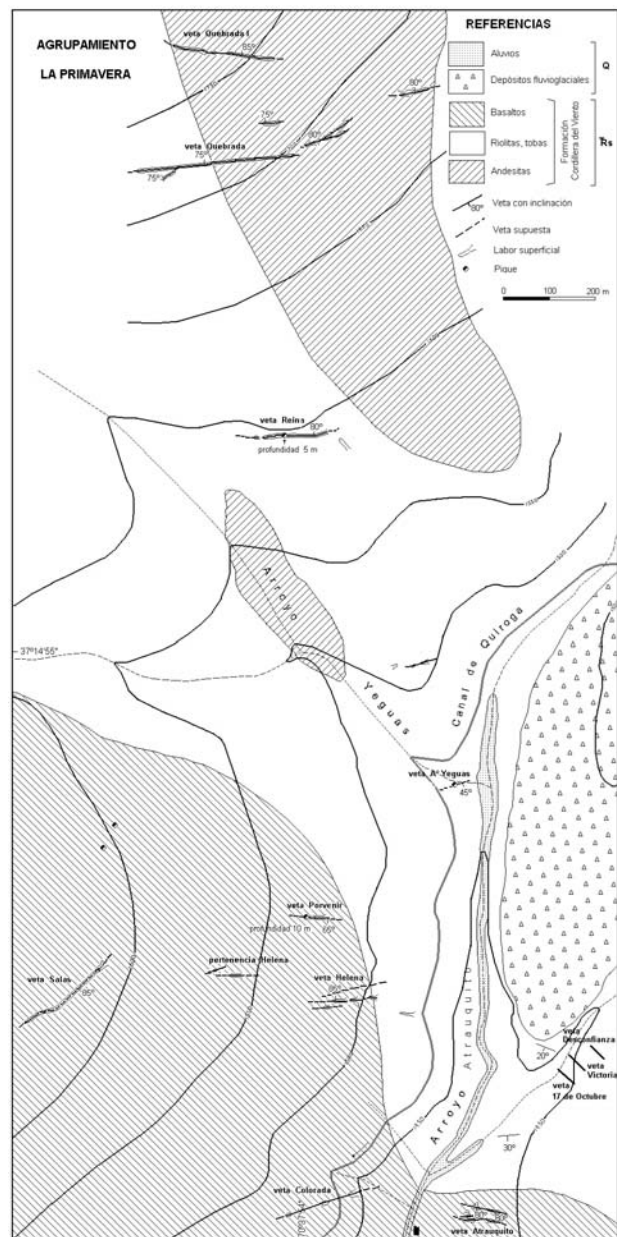 AGRUPAMIENTO
LA PRIMAVERA
REFERENCIAS
Aluvios
Depósitos fluvioglaciales
Q
Basaltos
Riolitas, tobas
Andesitas
Formación
Cordillera del Viento
Veta con inclinación
80º
Veta supuesta
Labor superficial
Pique
0 100 200 m
veta Quebrada I
85º
90º
75º
90º
veta Quebrada
75º
75º
veta Reina
80º
profundidad 5 m
Arroyo
Yeguas
Canal de Quiroga
37º14'55"
veta Aº Yeguas
45º
veta Porvenir
profundidad 10 m
65º
pertenencia Helena
veta Helena
veta Salas
85º
Arroyo Atrauquito
veta
Desconfianza
20º
veta
Victoria
veta
17 de Octubre
30º
veta Colorada
veta Atrauquito